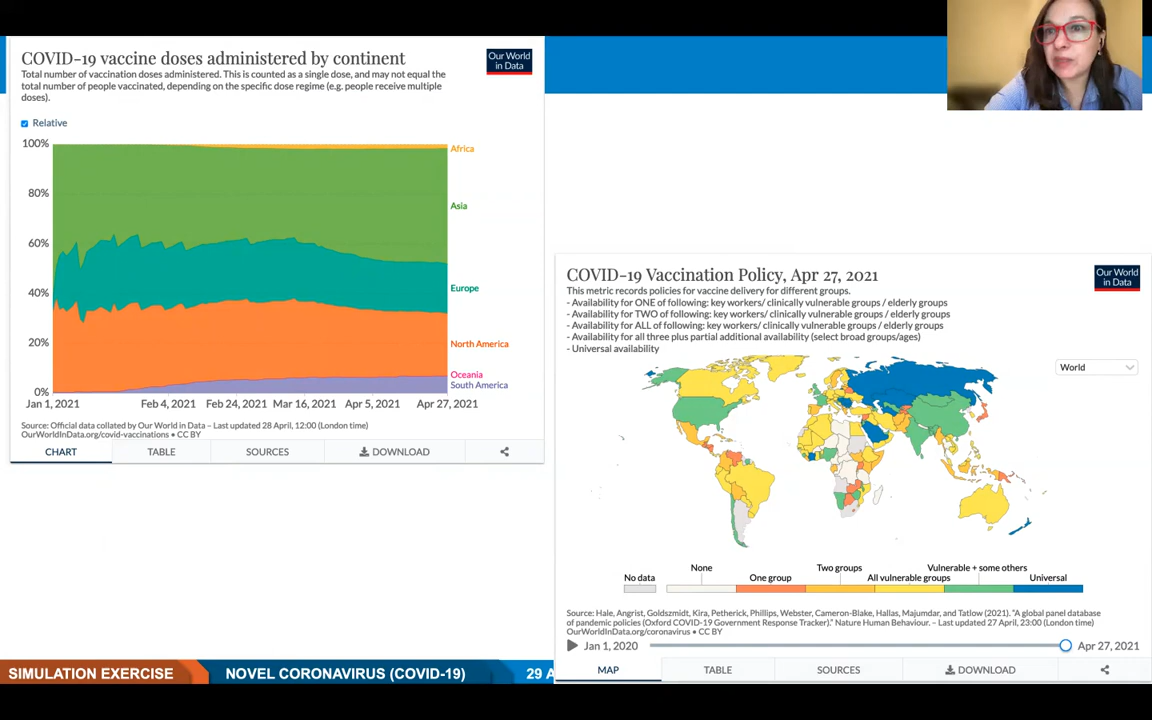 COVID-19 vaccine doses administered by continent
Our World
in Data
Total number of vaccination doses administered. This is counted as a single dose, and may not equal the
total number of people vaccinated, depending on the specific dose regime (e.g. people receive multiple
doses).
Relative
100%
80%
60%
40%
20%
0%
Africa
Asia
Europe
North America
Oceania
South America
Jan 1, 2021 Feb 4, 2021 Feb 24, 2021 Mar 16, 2021 Apr 5, 2021 Apr 27, 2021
Source: Official data collated by Our World in Data – Last updated 28 April, 12:00 (London time)
OurWorldInData.org/covid-vaccinations • CC BY
CHART TABLE SOURCES DOWNLOAD
COVID-19 Vaccination Policy, Apr 27, 2021
Our World
in Data
This metric records policies for vaccine delivery for different groups.
- Availability for ONE of following: key workers/ clinically vulnerable groups / elderly groups
- Availability for TWO of following: key workers/ clinically vulnerable groups / elderly groups
- Availability for ALL of following: key workers/ clinically vulnerable groups / elderly groups
- Availability for all three plus partial additional availability (select broad groups/ages)
- Universal availability
World
None Two groups Vulnerable + some others
No data One group All vulnerable groups Universal
Source: Hale, Angrist, Goldszmidt, Kira, Petherick, Phillips, Webster, Cameron-Blake, Hallas, Majumdar, and Tatlow (2021). "A global panel database
of pandemic policies (Oxford COVID-19 Government Response Tracker)." Nature Human Behaviour. – Last updated 27 April, 23:00 (London time)
OurWorldInData.org/coronavirus • CC BY
Jan 1, 2020 Apr 27, 2021
MAP TABLE SOURCES DOWNLOAD
SIMULATION EXERCISE NOVEL CORONAVIRUS (COVID-19) 29 A